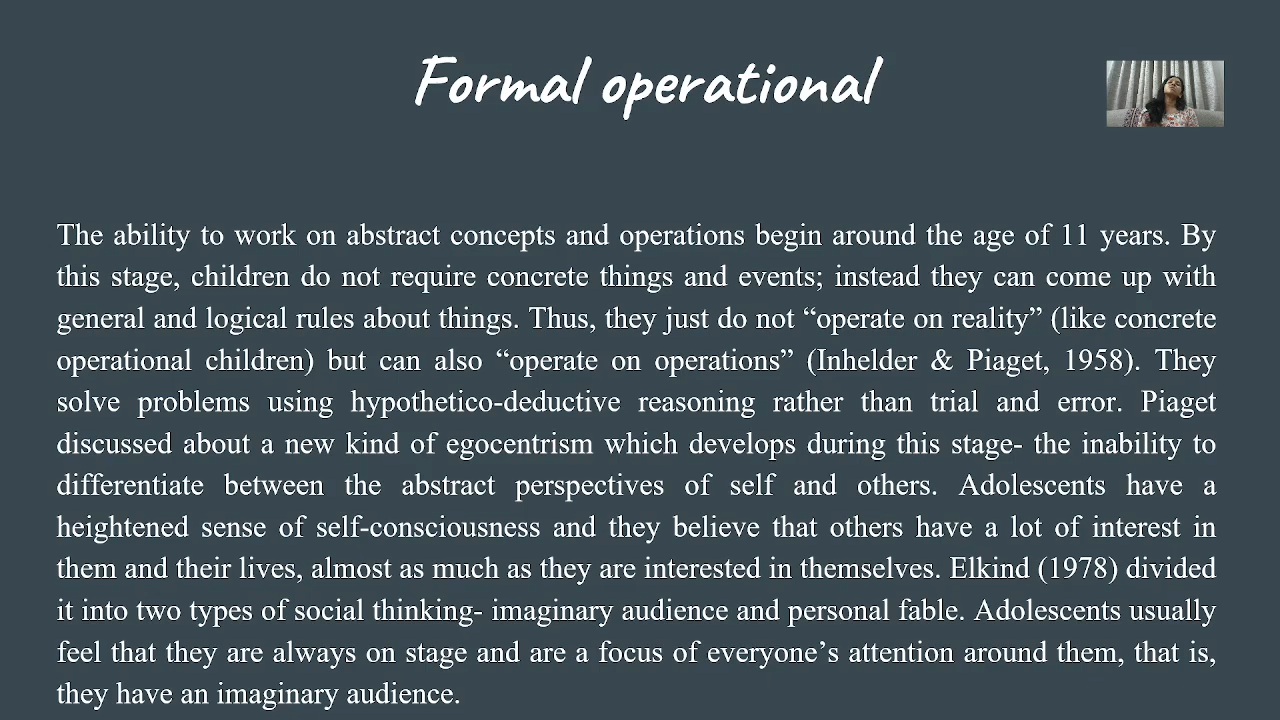 Formal operational
The ability to work on abstract concepts and operations begin around the age of 11 years. By
this stage, children do not require concrete things and events; instead they can come up with
general and logical rules about things. Thus, they just do not “operate on reality” (like concrete
operational children) but can also “operate on operations” (Inhelder & Piaget, 1958). They
solve problems using hypothetico-deductive reasoning rather than trial and error. Piaget
discussed about a new kind of egocentrism which develops during this stage- the inability to
differentiate between the abstract perspectives of self and others. Adolescents have a
heightened sense of self-consciousness and they believe that others have a lot of interest in
them and their lives, almost as much as they are interested in themselves. Elkind (1978) divided
it into two types of social thinking- imaginary audience and personal fable. Adolescents usually
feel that they are always on stage and are a focus of everyone’s attention around them, that is,
they have an imaginary audience.